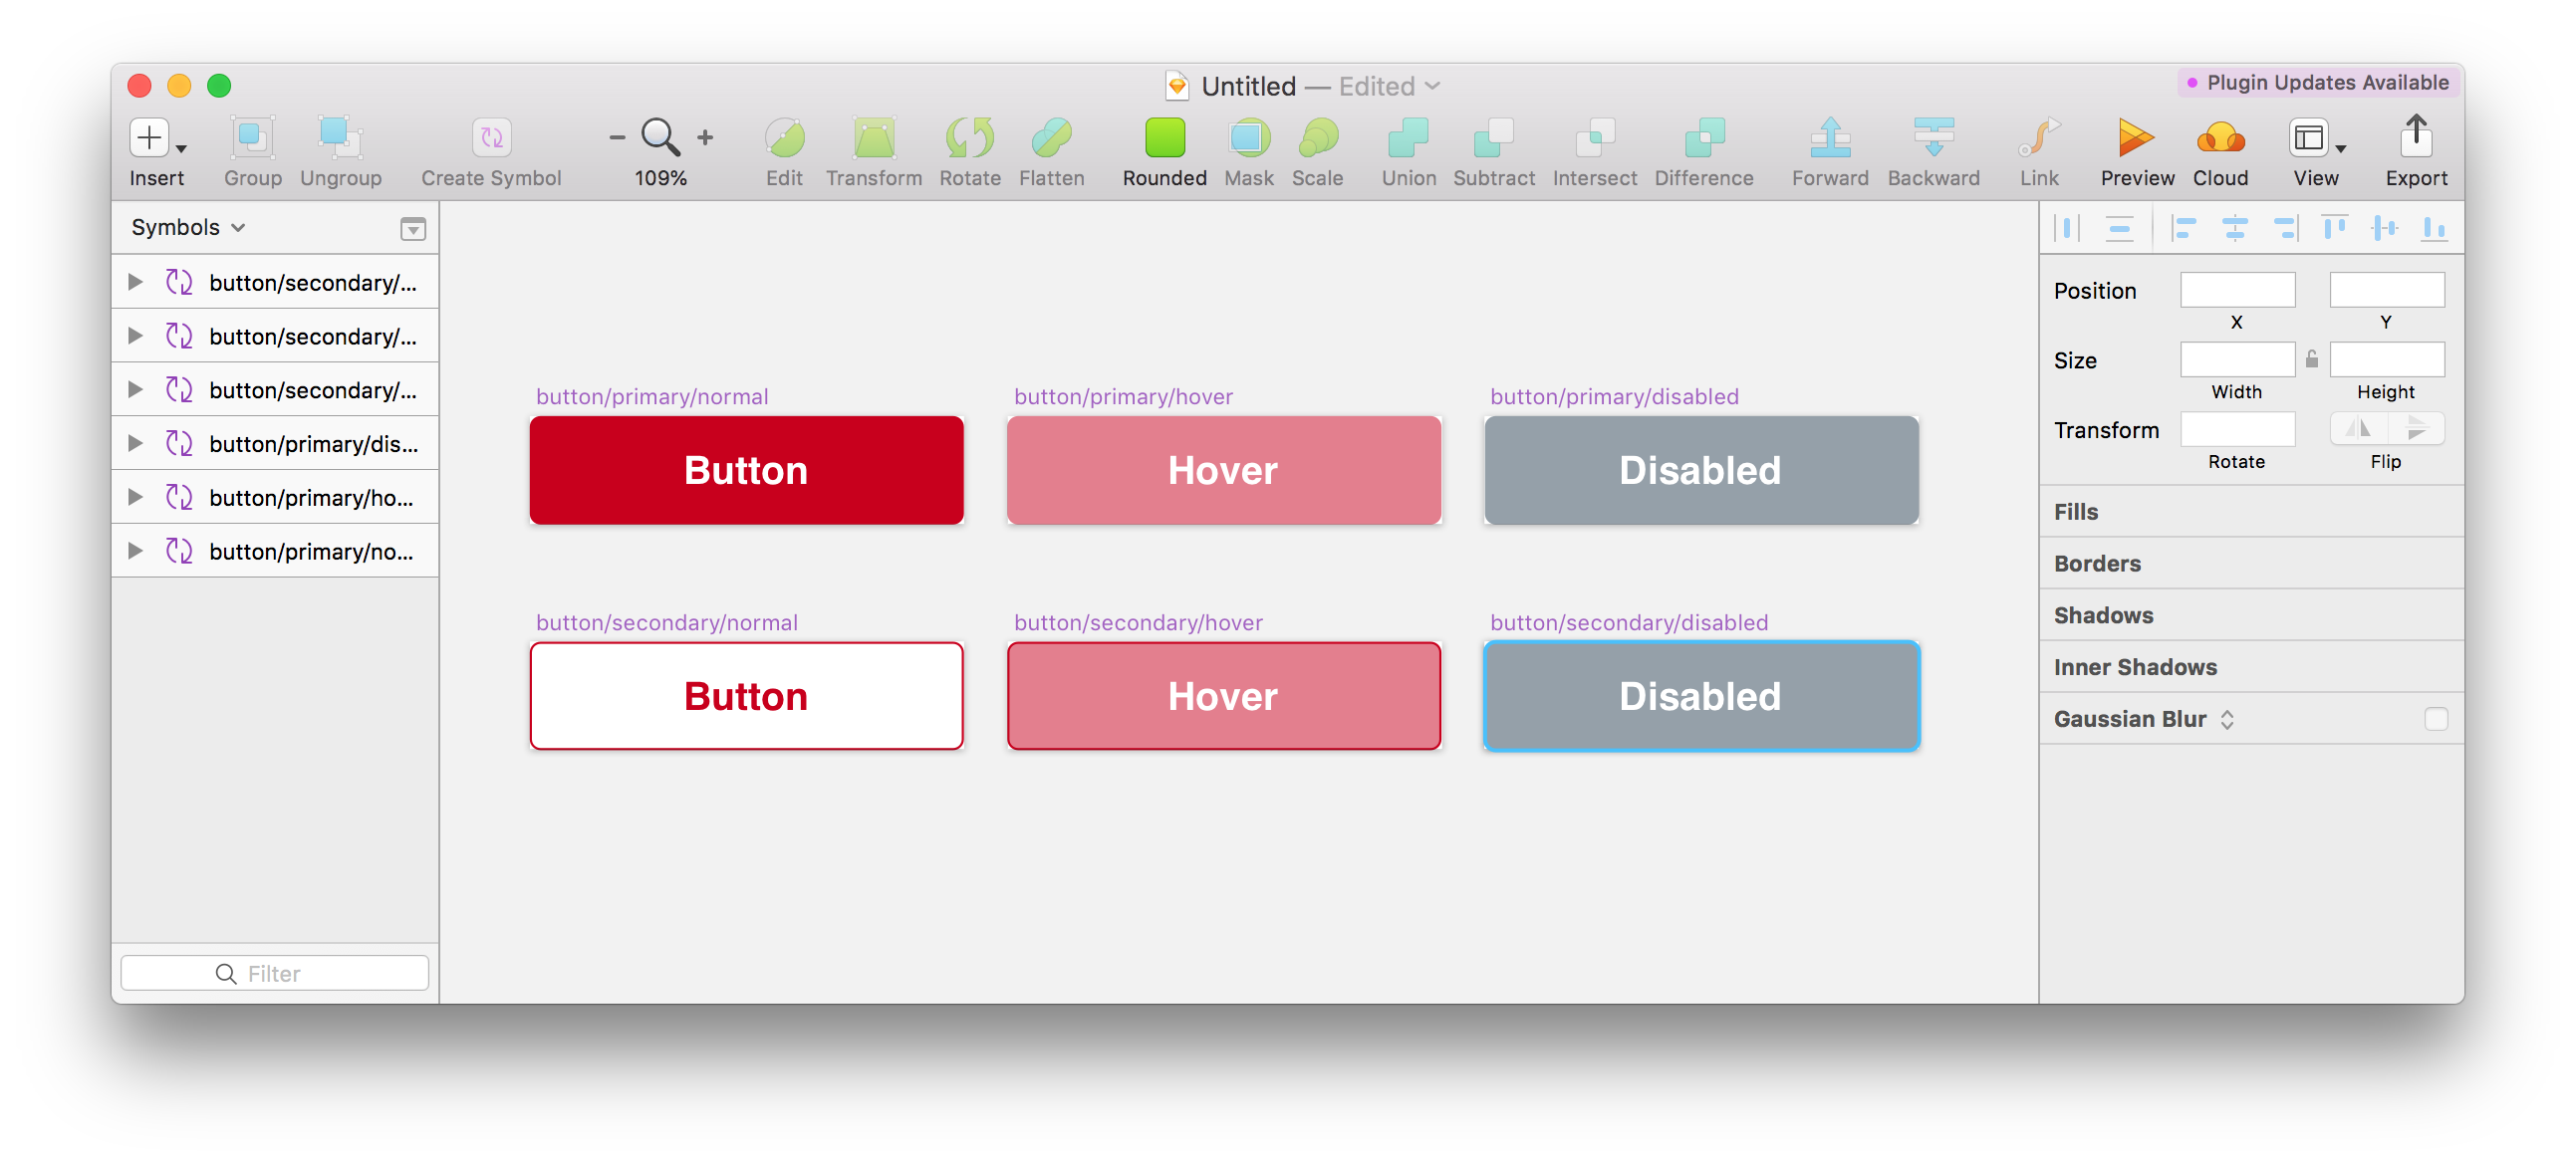 Untitled — Edited
Plugin Updates Available
Insert Group Ungroup Create Symbol 109% Edit Transform Rotate Flatten Rounded Mask Scale Union Subtract Intersect Difference Forward Backward Link Preview Cloud View Export
Symbols
button/secondary/...
button/secondary/...
button/secondary/...
button/primary/dis...
button/primary/ho...
button/primary/no...
Filter
button/primary/normal button/primary/hover button/primary/disabled
Button Hover Disabled
button/secondary/normal button/secondary/hover button/secondary/disabled
Button Hover Disabled
Position
X Y
Size
Width Height
Transform
Rotate Flip
Fills
Borders
Shadows
Inner Shadows
Gaussian Blur